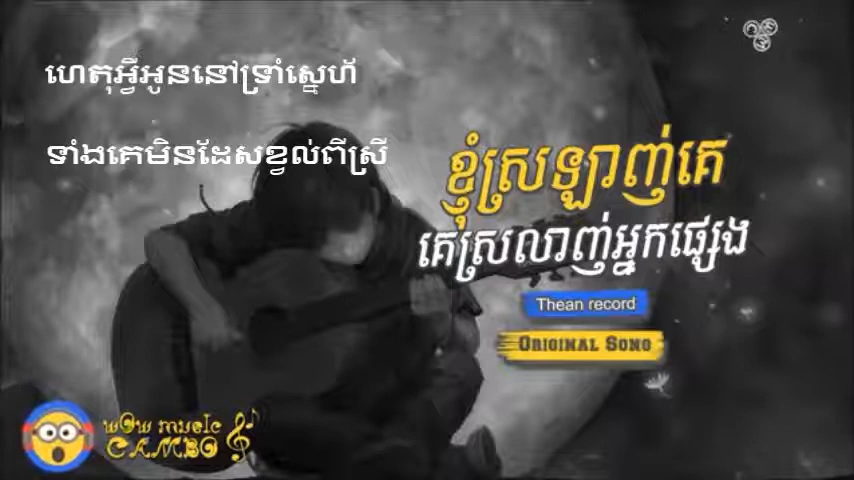 ហេតុអ្វីអូននៅទ្រាំស្នេហ៍
ទាំងគេមិនដែសខ្វល់ពីស្រី
ខ្ញុំស្រឡាញ់គេ
គេស្រលាញ់អ្នកផ្សេង
Thean record
ORIGINAL SONG
wOw music
CAMBO